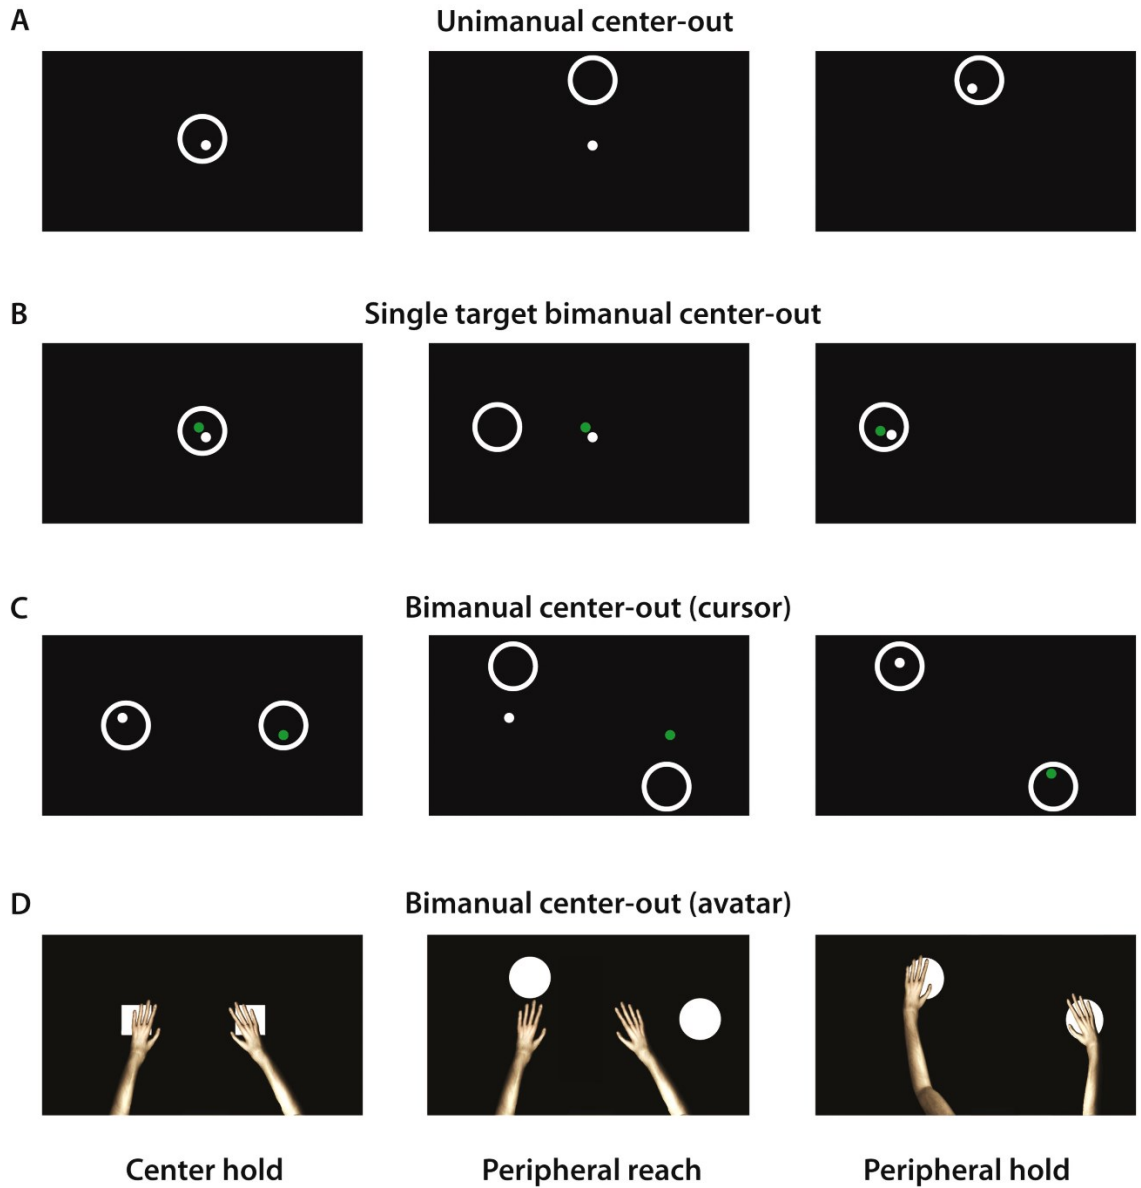 A
Unimanual center-out
B
Single target bimanual center-out
C
Bimanual center-out (cursor)
D
Bimanual center-out (avatar)
Center hold
Peripheral reach
Peripheral hold